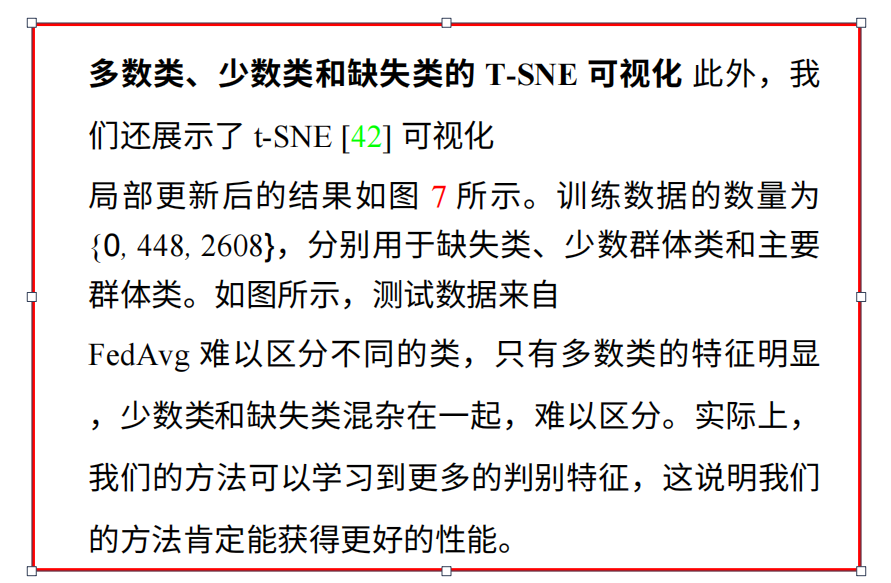 多数类、少数类和缺失类的 T-SNE 可视化 此外，我
们还展示了 t-SNE [42] 可视化
局部更新后的结果如图 7 所示。训练数据的数量为
{0, 448, 2608}，分别用于缺失类、少数群体类和主要
群体类。如图所示，测试数据来自
FedAvg 难以区分不同的类，只有多数类的特征明显
，少数类和缺失类混杂在一起，难以区分。实际上，
我们的方法可以学习到更多的判别特征，这说明我们
的方法肯定能获得更好的性能。